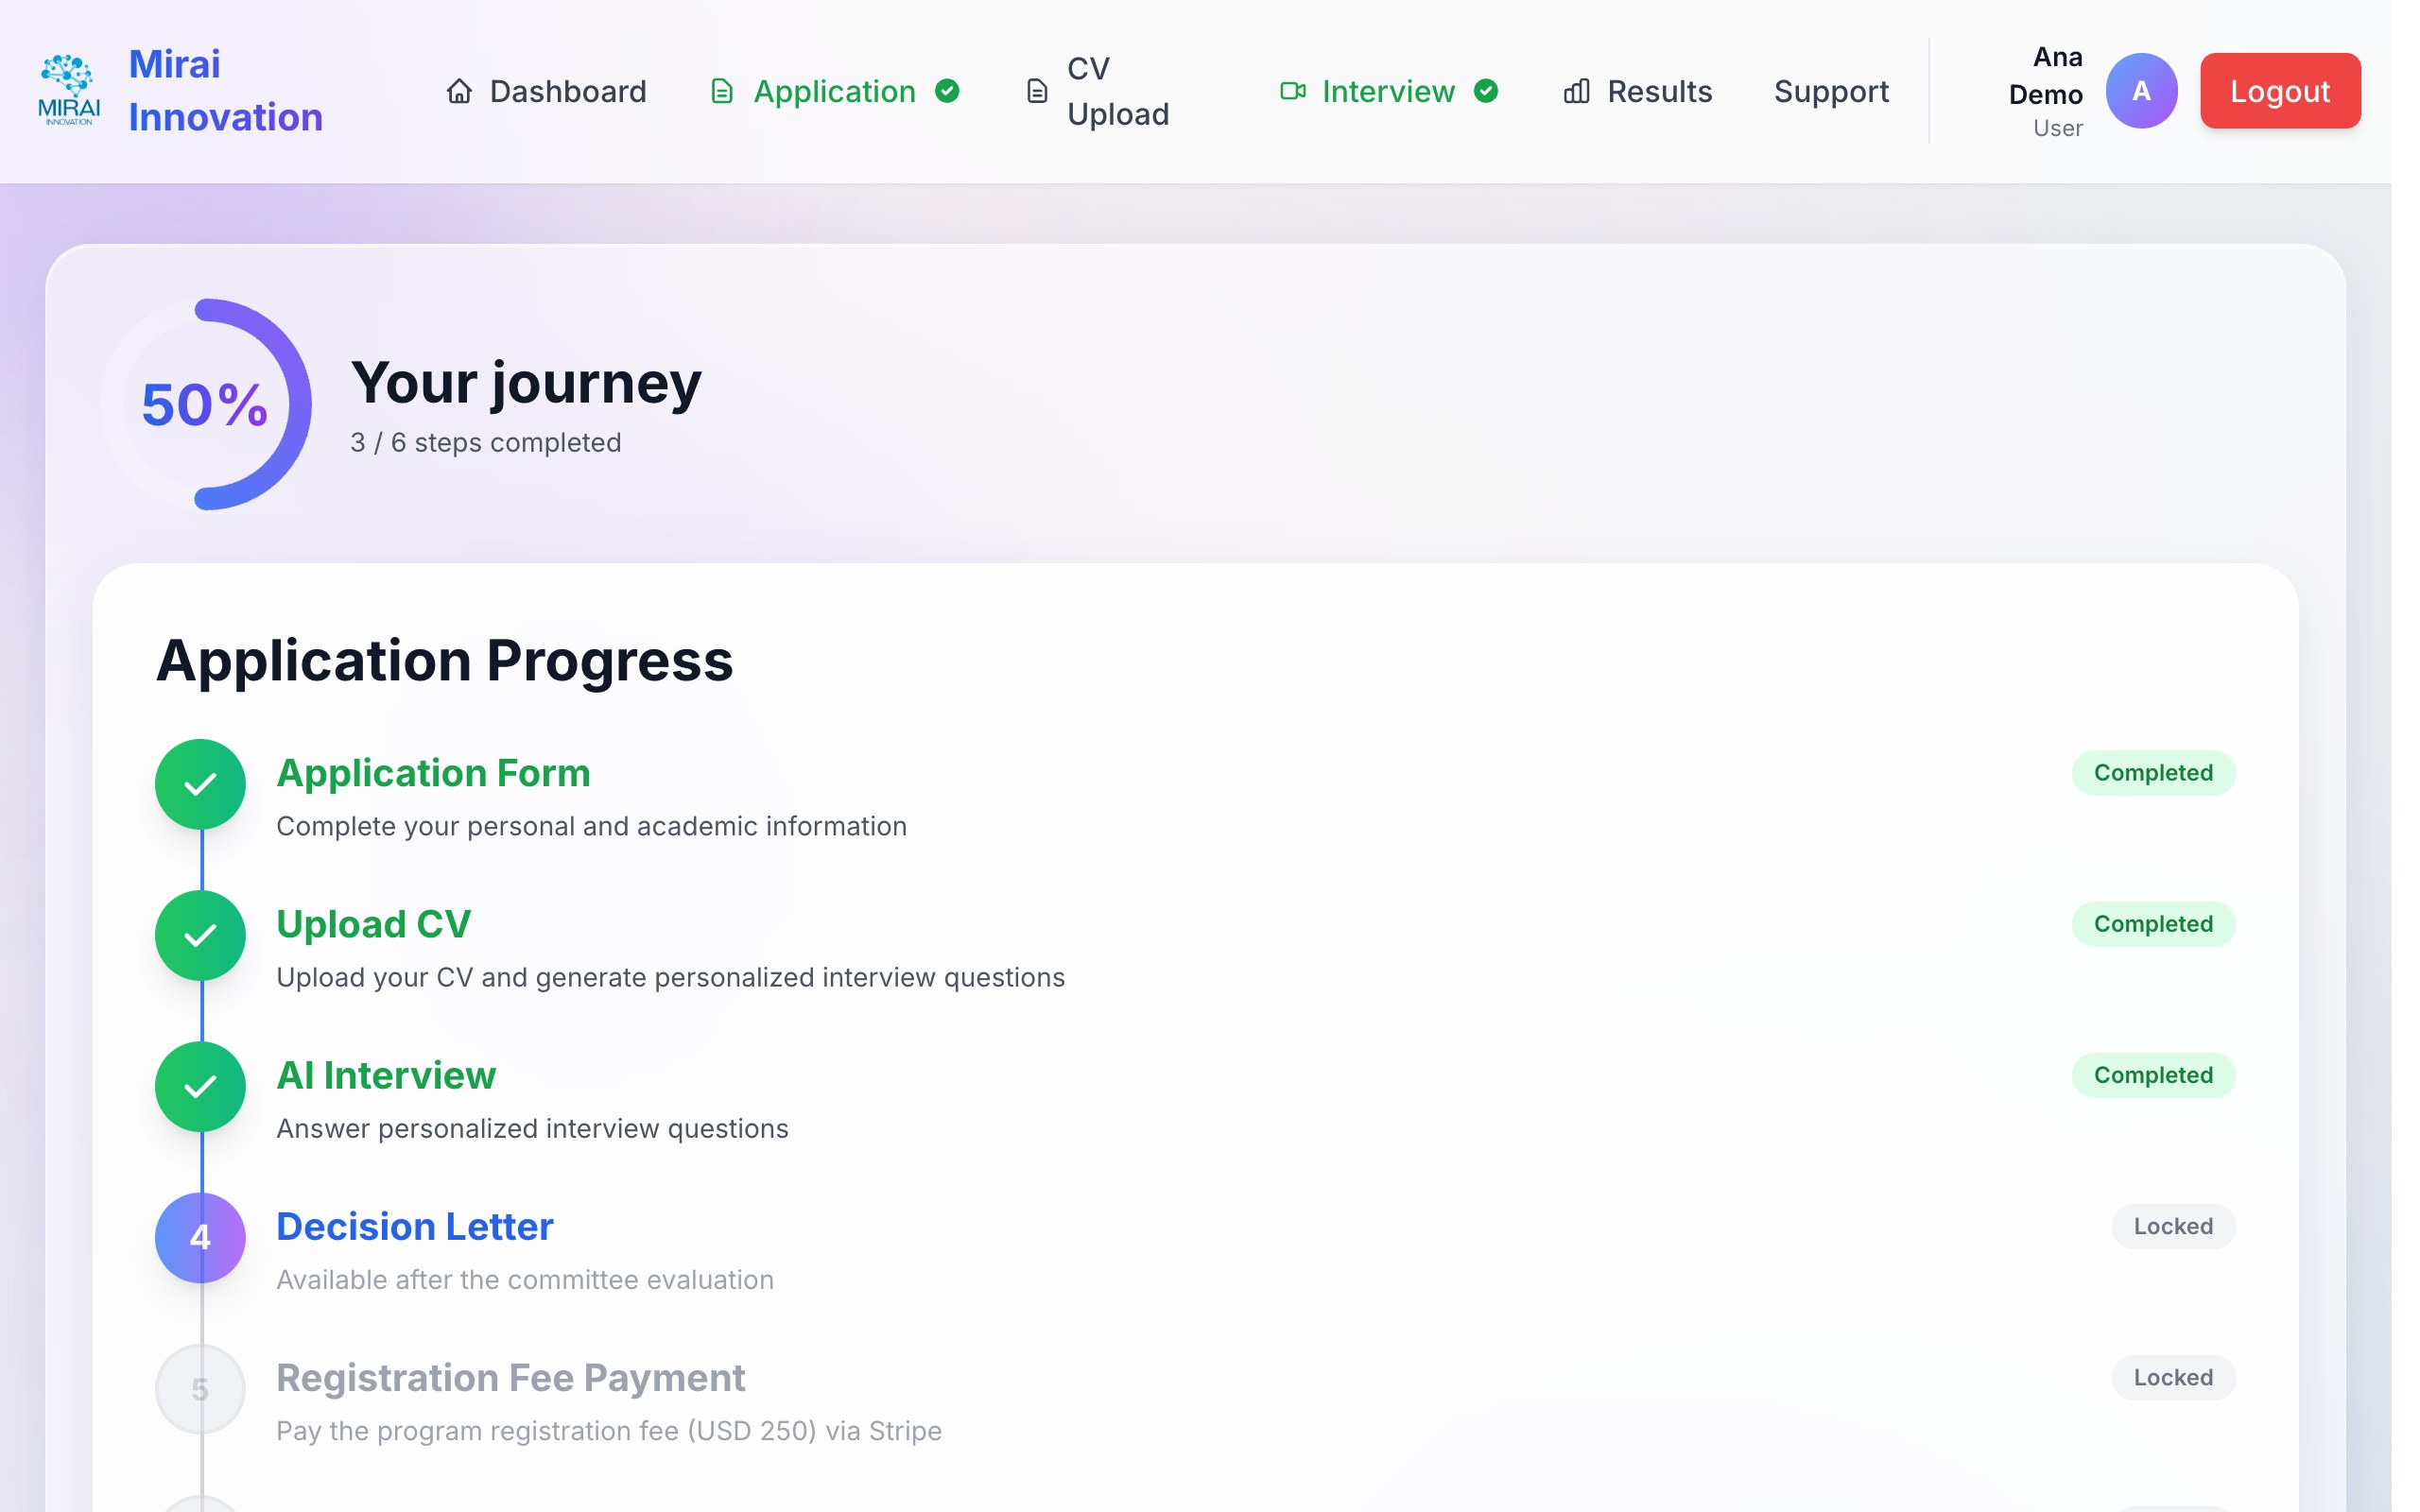 MIRAI
INNOVATION
Mirai
Innovation
Dashboard
Application
CV
Upload
Interview
Results
Support
Ana
Demo
User
A
Logout
50%
Your journey
3 / 6 steps completed
Application Progress
Application Form
Completed
Complete your personal and academic information
Upload CV
Completed
Upload your CV and generate personalized interview questions
AI Interview
Completed
Answer personalized interview questions
4
Decision Letter
Locked
Available after the committee evaluation
5
Registration Fee Payment
Locked
Pay the program registration fee (USD 250) via Stripe